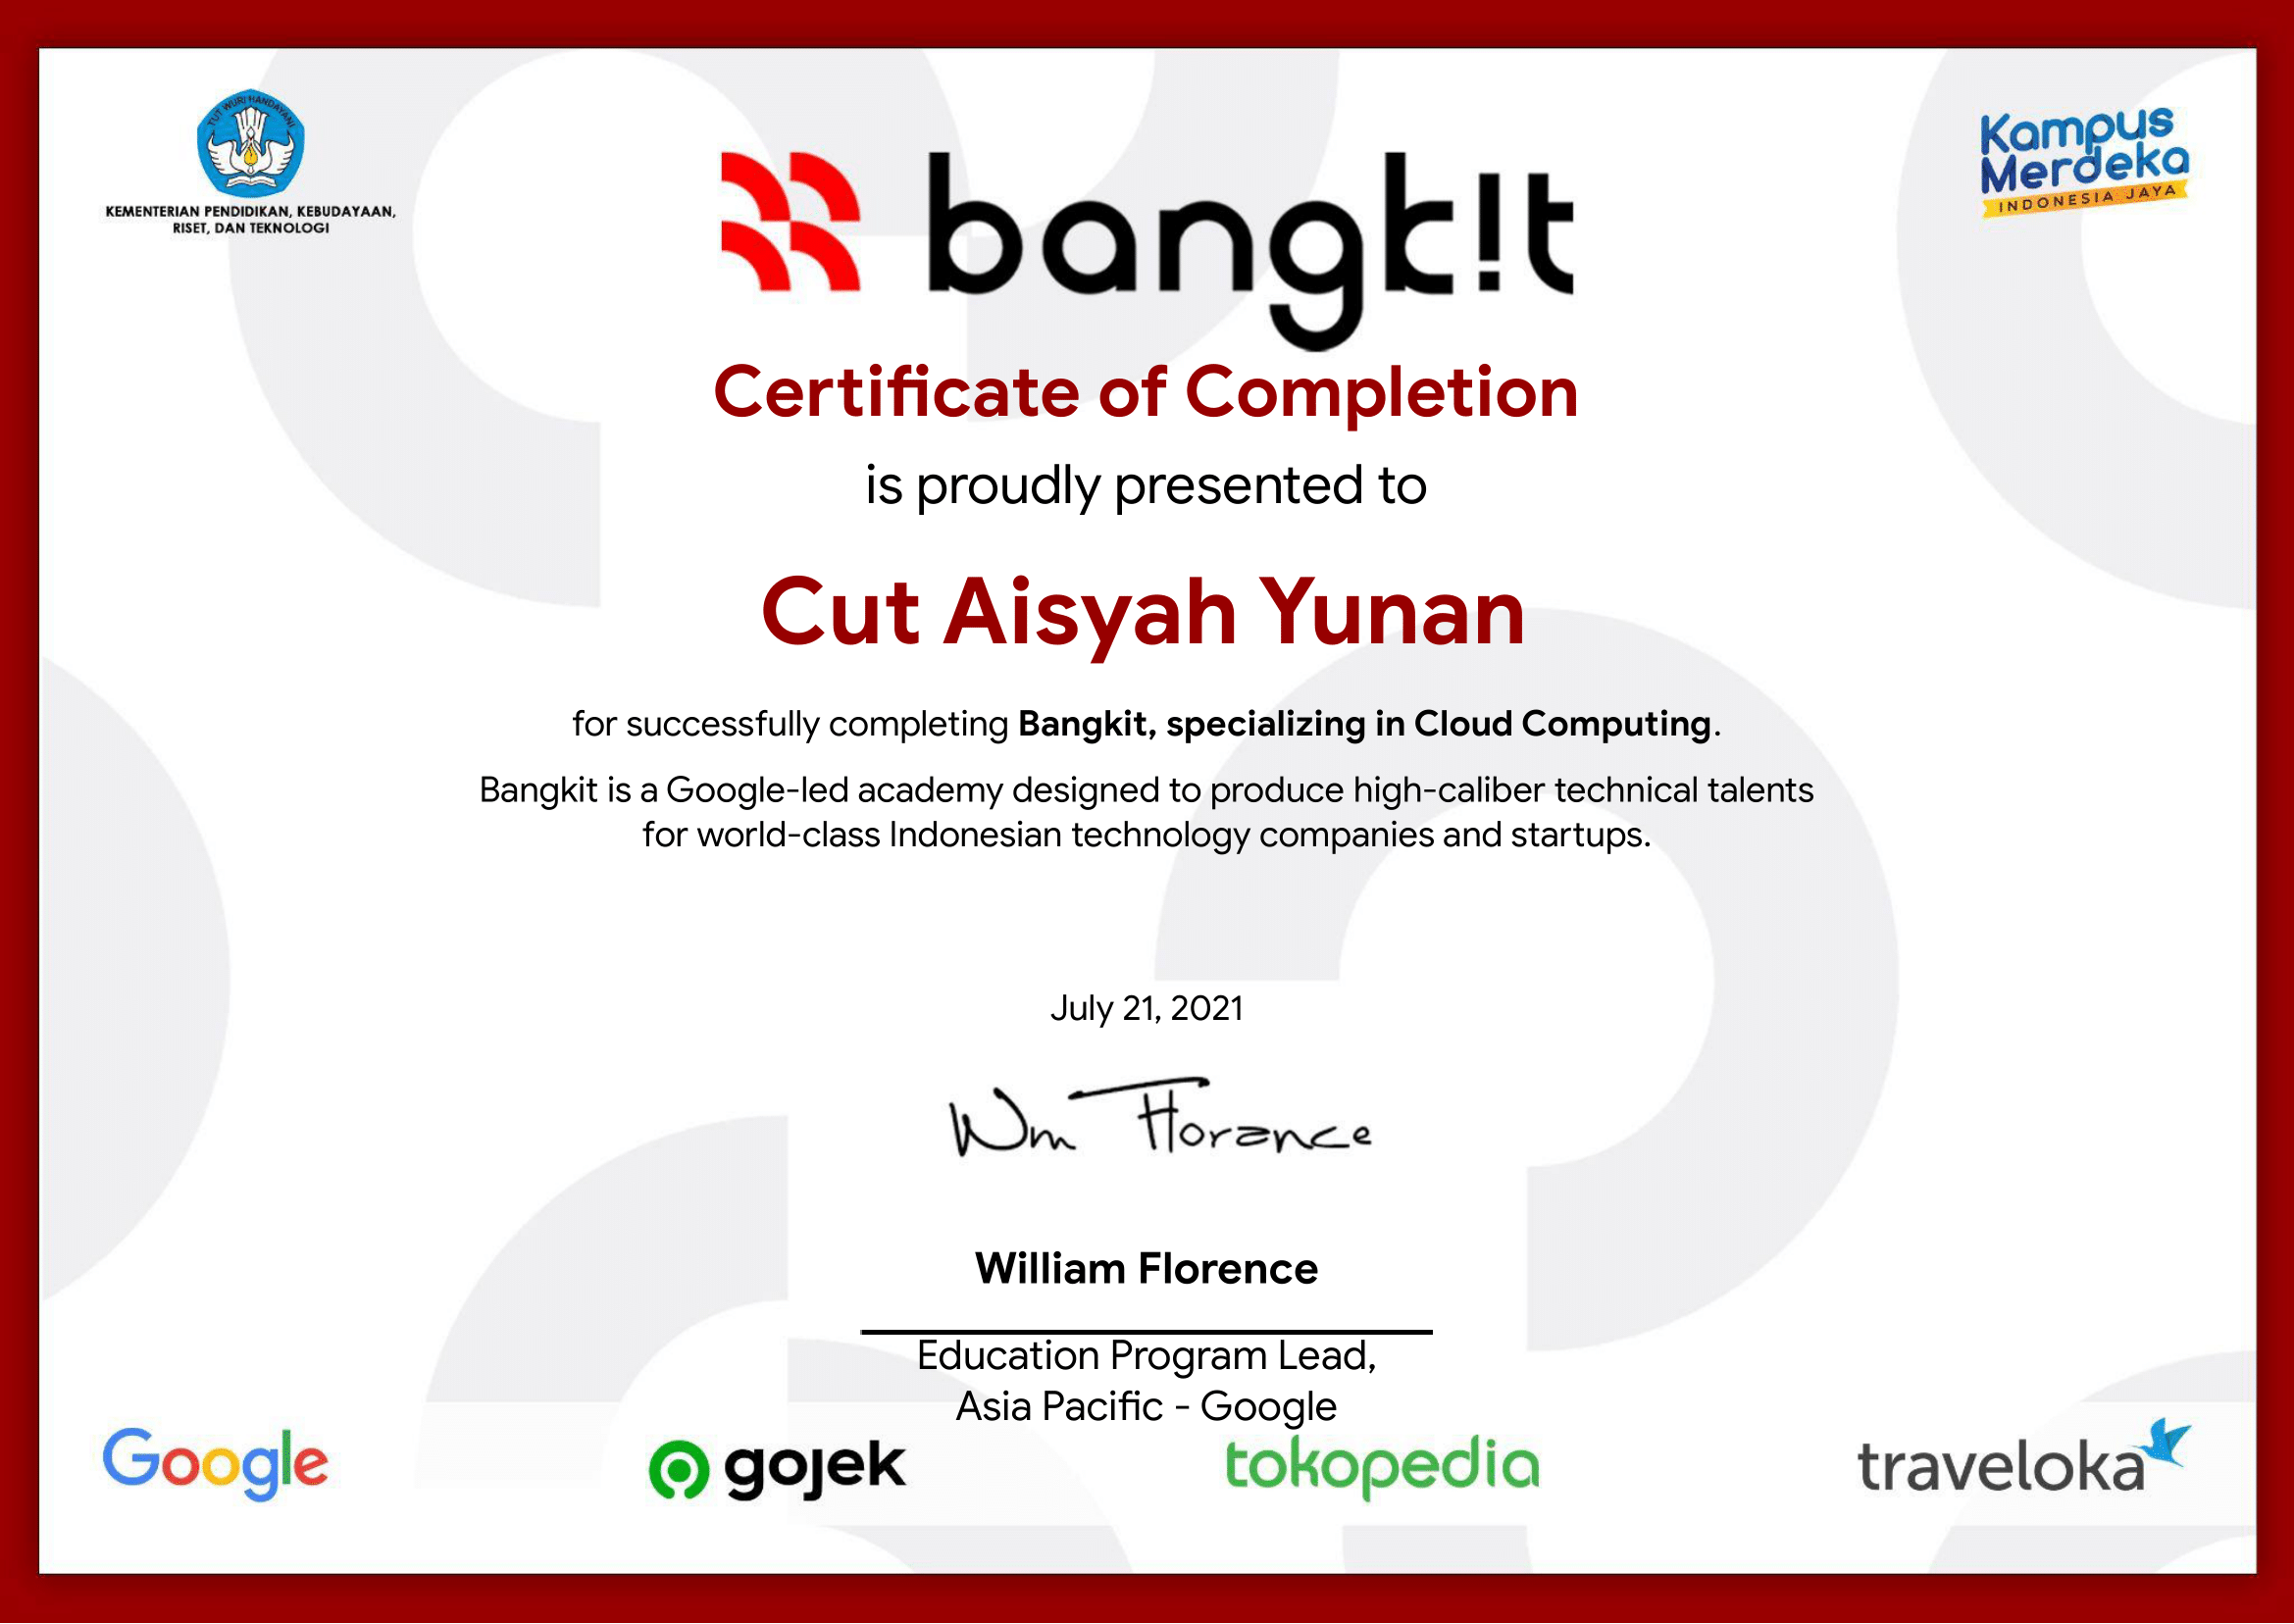 TUT WURI HANDAYANI
KEMENTERIAN PENDIDIKAN, KEBUDAYAAN,
RISET, DAN TEKNOLOGI
Kampus
Merdeka
INDONESIA JAYA
bangk!t
Certificate of Completion
is proudly presented to
Cut Aisyah Yunan
for successfully completing Bangkit, specializing in Cloud Computing.
Bangkit is a Google-led academy designed to produce high-caliber technical talents
for world-class Indonesian technology companies and startups.
July 21, 2021
Wm Florence
William Florence
Education Program Lead,
Asia Pacific - Google
Google
gojek
tokopedia
traveloka